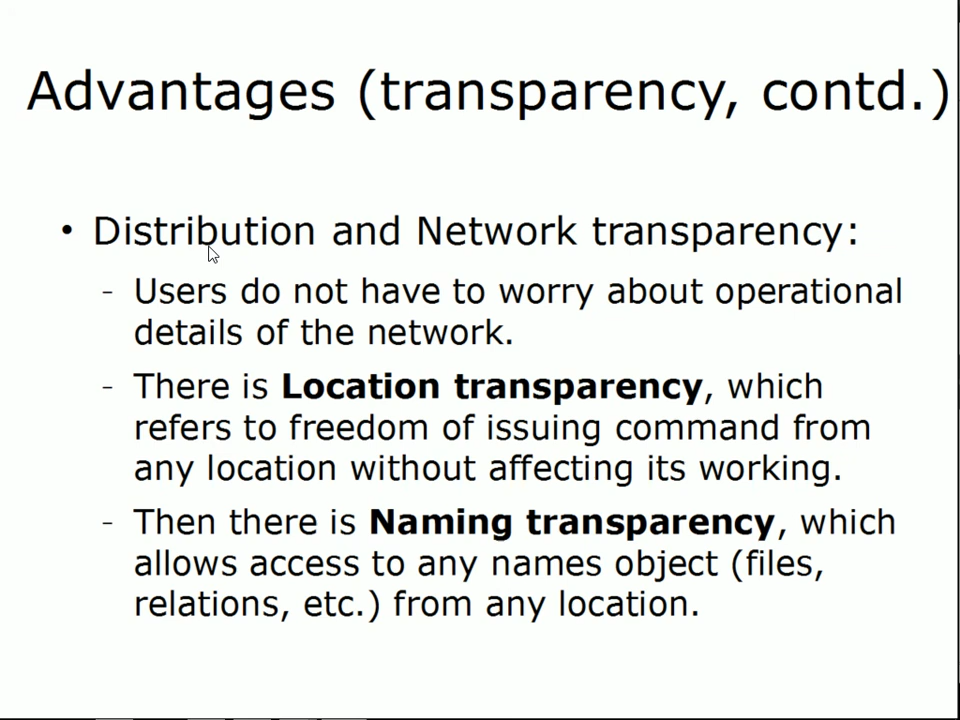 Advantages (transparency, contd.)
• Distribution and Network transparency:
– Users do not have to worry about operational
details of the network.
– There is Location transparency, which
refers to freedom of issuing command from
any location without affecting its working.
– Then there is Naming transparency, which
allows access to any names object (files,
relations, etc.) from any location.